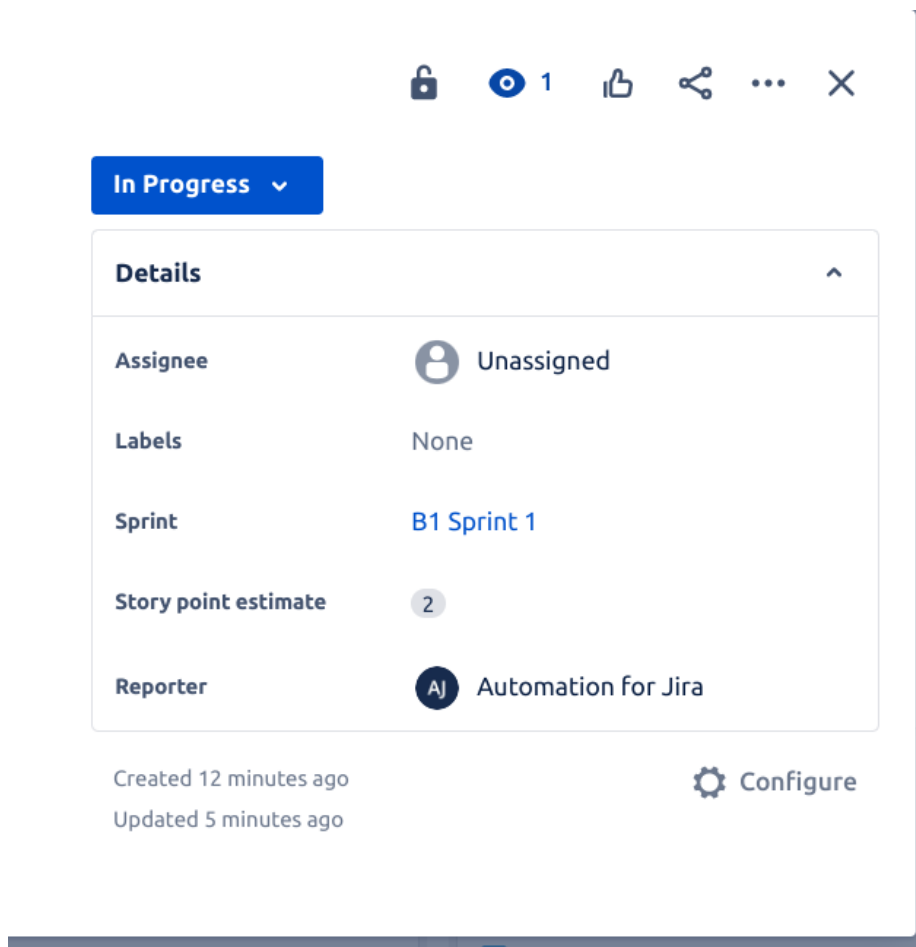 1
In Progress
Details
Assignee Unassigned
Labels None
Sprint B1 Sprint 1
Story point estimate 2
Reporter AJ Automation for Jira
Created 12 minutes ago Configure
Updated 5 minutes ago